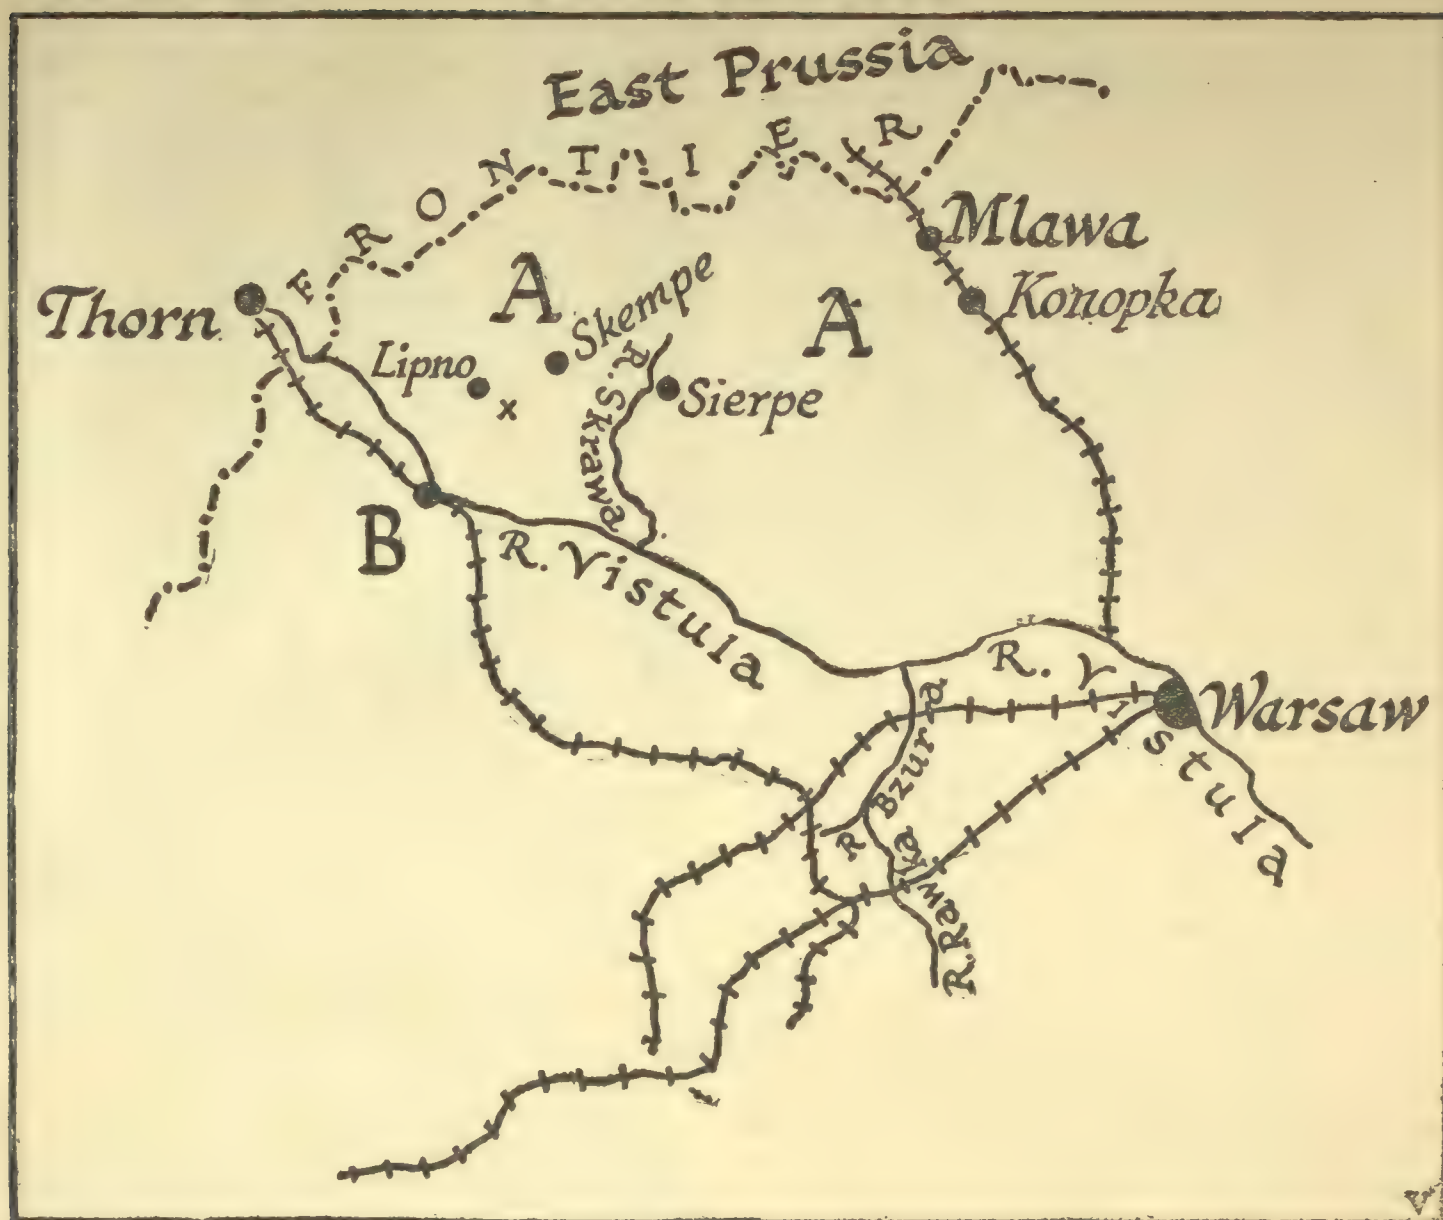 East Prussia
FRONTIER
Mlawa
A
Skempe
Thorn
Konopka
A
Lipno
x
R. Skrawa
Sierpe
B
R. Vistula
R. Vistula
Warsaw
R Bzura
R. Rawka